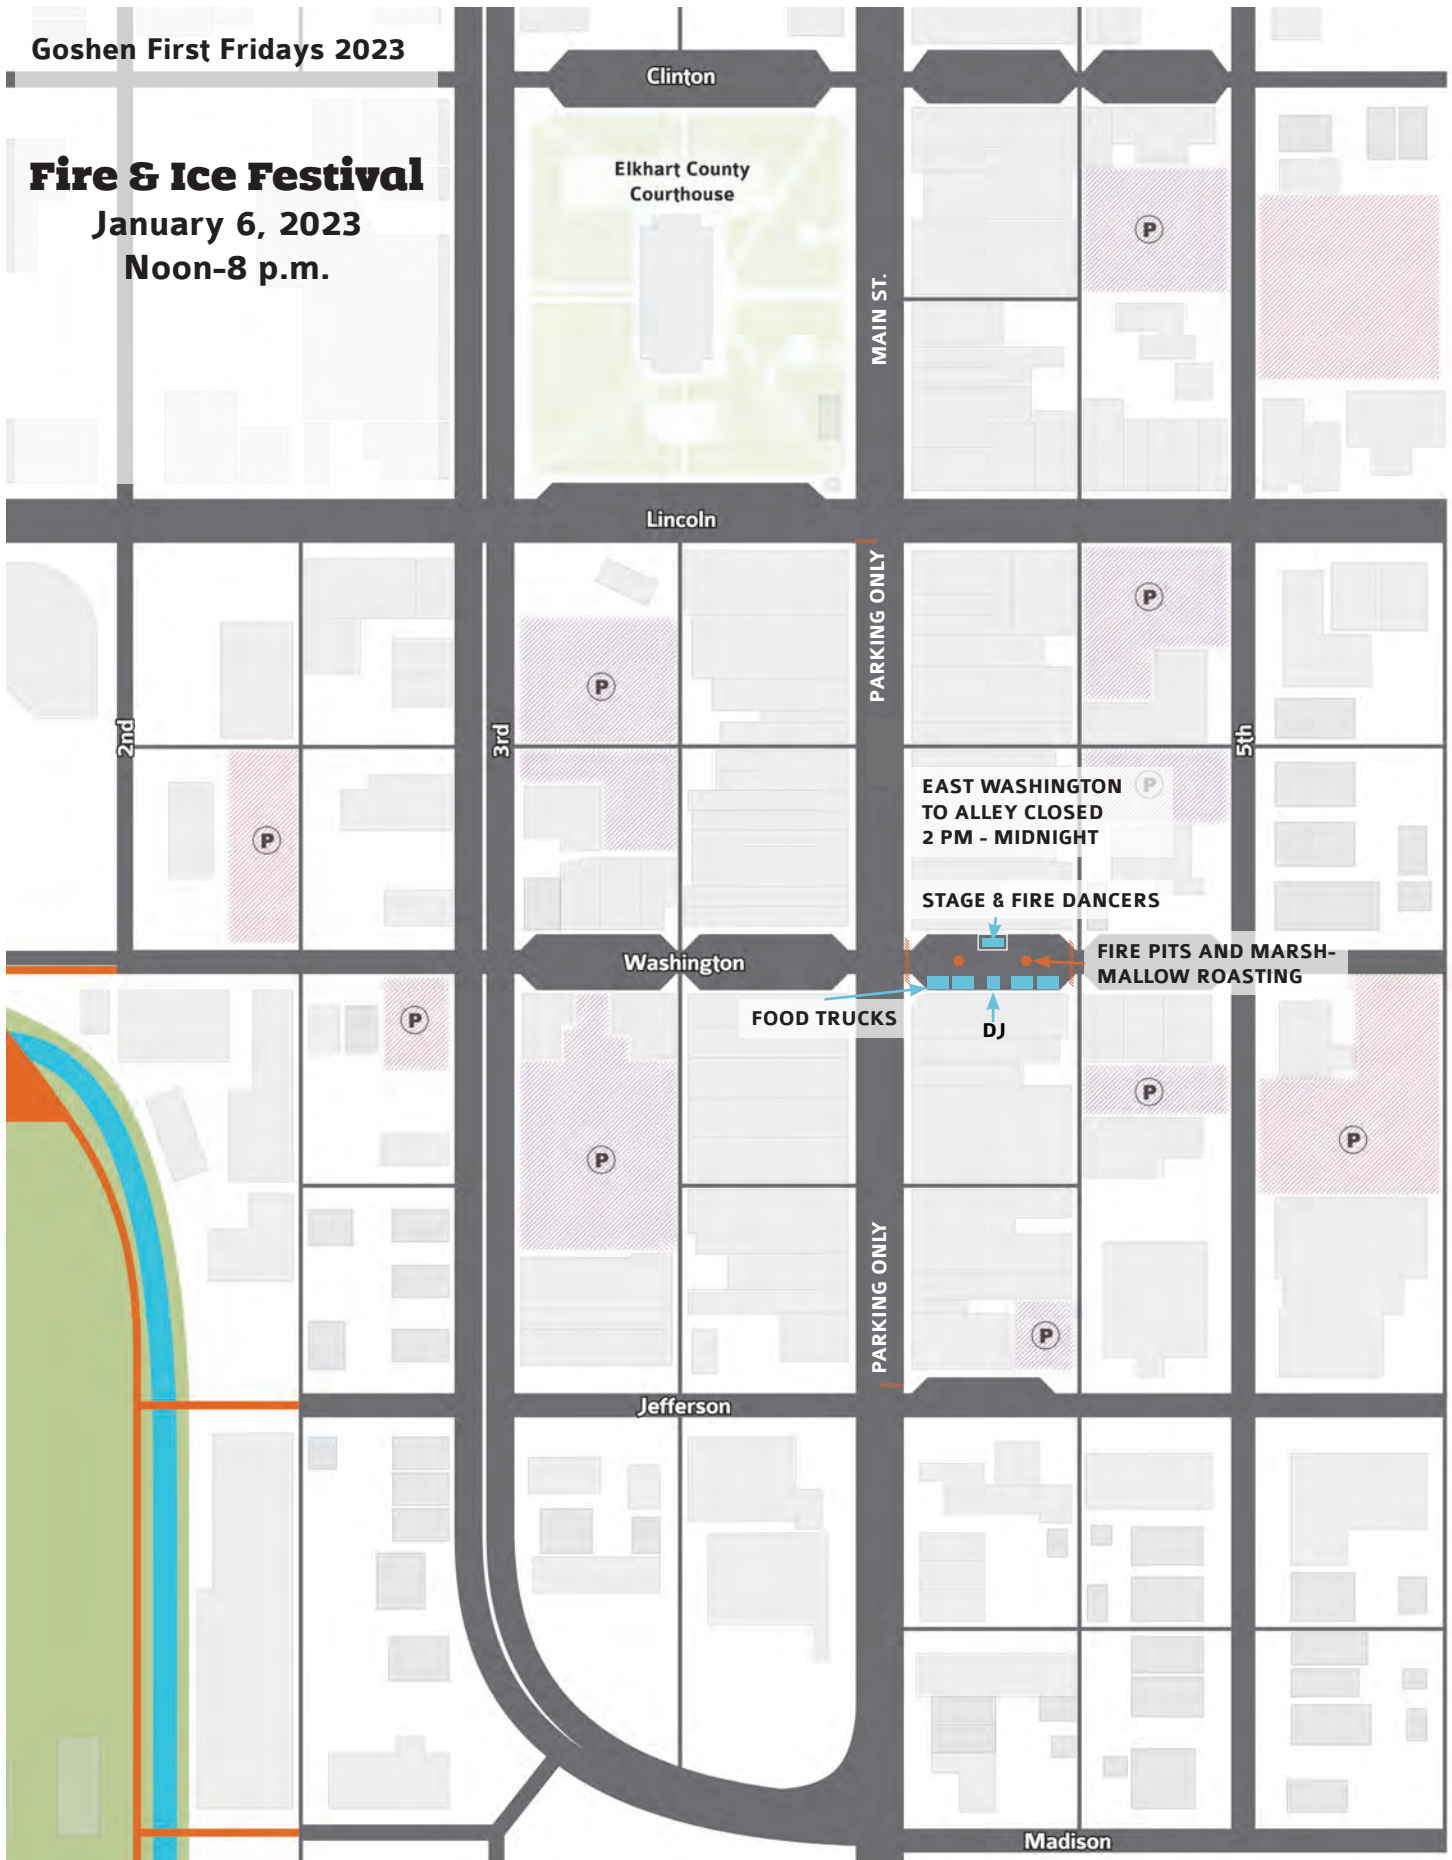 Goshen First Fridays 2023
Fire & Ice Festival
January 6, 2023
Noon-8 p.m.
Clinton
Elkhart County
Courthouse
P
MAIN ST.
Lincoln
PARKING ONLY
P
P
2nd
3rd
5th
EAST WASHINGTON
TO ALLEY CLOSED
2 PM - MIDNIGHT
P
P
STAGE & FIRE DANCERS
Washington
FIRE PITS AND MARSH-
MALLOW ROASTING
FOOD TRUCKS
DJ
P
P
P
P
PARKING ONLY
P
Jefferson
Madison